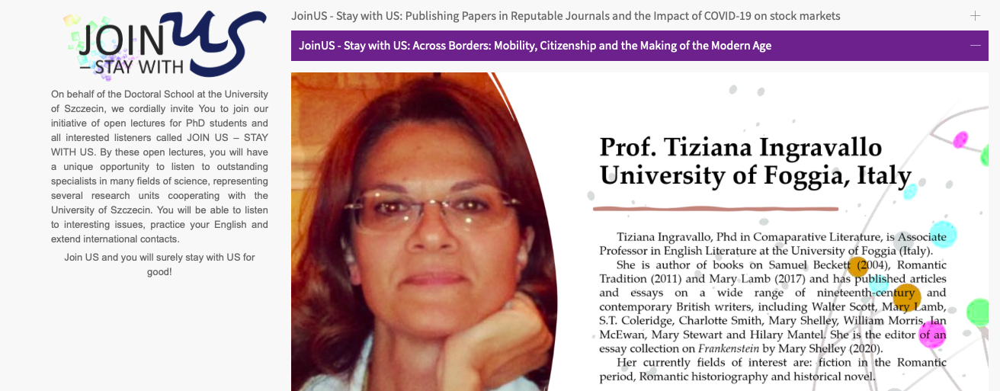 JOIN US
– STAY WITH
On behalf of the Doctoral School at the University
of Szczecin, we cordially invite You to join our
initiative of open lectures for PhD students and
all interested listeners called JOIN US – STAY
WITH US. By these open lectures, you will have
a unique opportunity to listen to outstanding
specialists in many fields of science, representing
several research units cooperating with the
University of Szczecin. You will be able to listen
to interesting issues, practice your English and
extend international contacts.
Join US and you will surely stay with US for
good!
JoinUS - Stay with US: Publishing Papers in Reputable Journals and the Impact of COVID-19 on stock markets
JoinUS - Stay with US: Across Borders: Mobility, Citizenship and the Making of the Modern Age
Prof. Tiziana Ingravallo
University of Foggia, Italy
Tiziana Ingravallo, Phd in Comaparative Literature, is Associate
Professor in English Literature at the University of Foggia (Italy).
She is author of books on Samuel Beckett (2004), Romantic
Tradition (2011) and Mary Lamb (2017) and has published articles
and essays on a wide range of nineteenth-century and
contemporary British writers, including Walter Scott, Mary Lamb,
S.T. Coleridge, Charlotte Smith, Mary Shelley, William Morris, Ian
McEwan, Mary Stewart and Hilary Mantel. She is the editor of an
essay collection on Frankenstein by Mary Shelley (2020).
Her currently fields of interest are: fiction in the Romantic
period, Romantic historiography and historical novel.